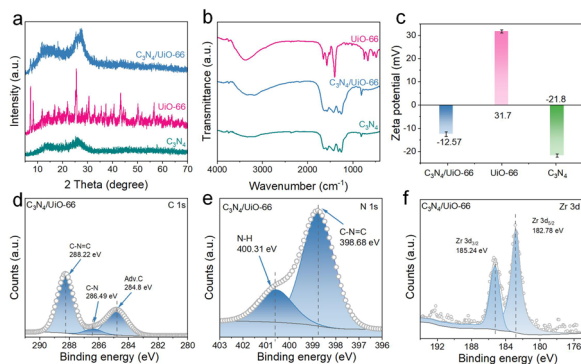 a
C₃N₄/UiO-66
UiO-66
C₃N₄
Intensity (a.u.)
10 20 30 40 50 60 70
2 Theta (degree)
b
UiO-66
C₃N₄/UiO-66
C₃N₄
Transmittance (a.u.)
4000 3000 2000 1000
Wavenumber (cm⁻¹)
c
Zeta potential (mV)
30
20
10
0
-10
-20
-12.57
31.7
-21.8
C₃N₄/UiO-66 UiO-66 C₃N₄
d
C₃N₄/UiO-66
C 1s
C-N=C
288.22 eV
C-N
286.49 eV
Adv.C
284.8 eV
Counts (a.u.)
290 288 286 284 282 280
Binding energy (eV)
e
C₃N₄/UiO-66
N 1s
N-H
400.31 eV
C-N=C
398.68 eV
Counts (a.u.)
403 402 401 400 399 398 397 396
Binding energy (eV)
f
C₃N₄/UiO-66
Zr 3d
Zr 3d₃/₂
185.24 eV
Zr 3d₅/₂
182.78 eV
Counts (a.u.)
192 188 184 180 176
Binding energy (eV)